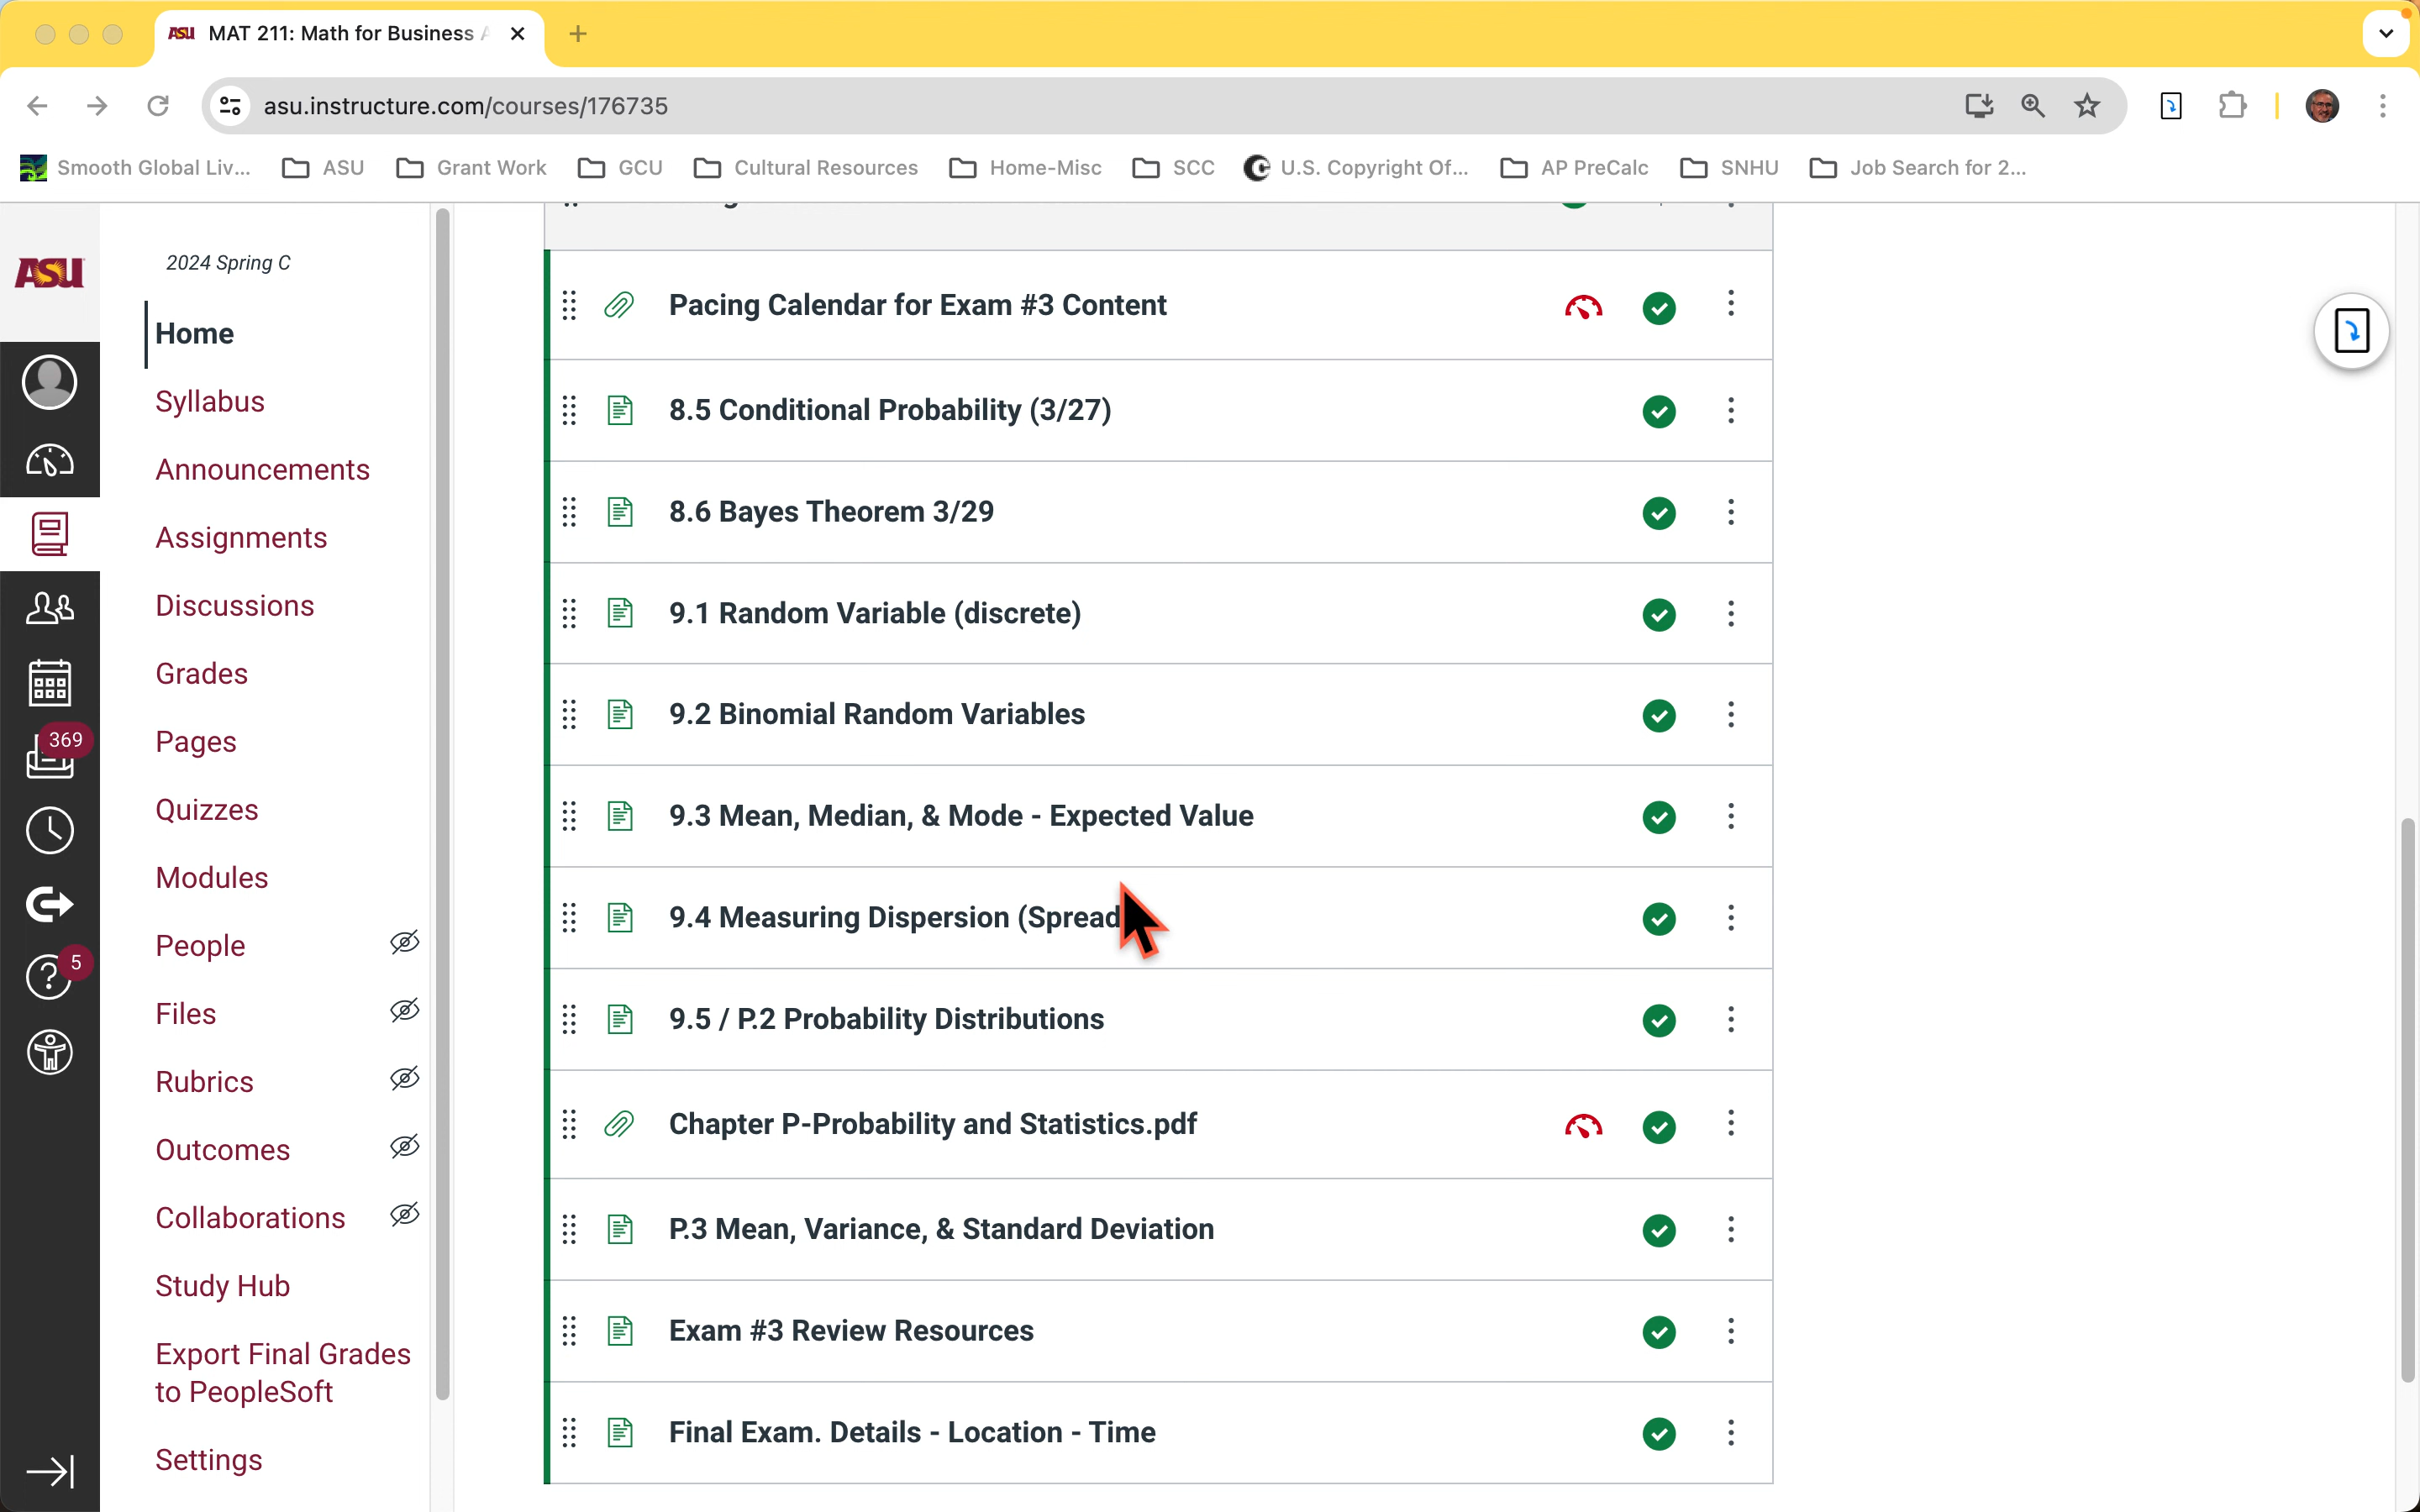 ASU MAT 211: Math for Business A
asu.instructure.com/courses/176735
Smooth Global Liv... ASU Grant Work GCU Cultural Resources Home-Misc SCC U.S. Copyright Of... AP PreCalc SNHU Job Search for 2...
ASU
2024 Spring C
Home
Syllabus
Announcements
Assignments
Discussions
Grades
Pages
369
Quizzes
Modules
People
5
Files
Rubrics
Outcomes
Collaborations
Study Hub
Export Final Grades
to PeopleSoft
Settings
Pacing Calendar for Exam #3 Content
8.5 Conditional Probability (3/27)
8.6 Bayes Theorem 3/29
9.1 Random Variable (discrete)
9.2 Binomial Random Variables
9.3 Mean, Median, & Mode - Expected Value
9.4 Measuring Dispersion (Spread
9.5 / P.2 Probability Distributions
Chapter P-Probability and Statistics.pdf
P.3 Mean, Variance, & Standard Deviation
Exam #3 Review Resources
Final Exam. Details - Location - Time